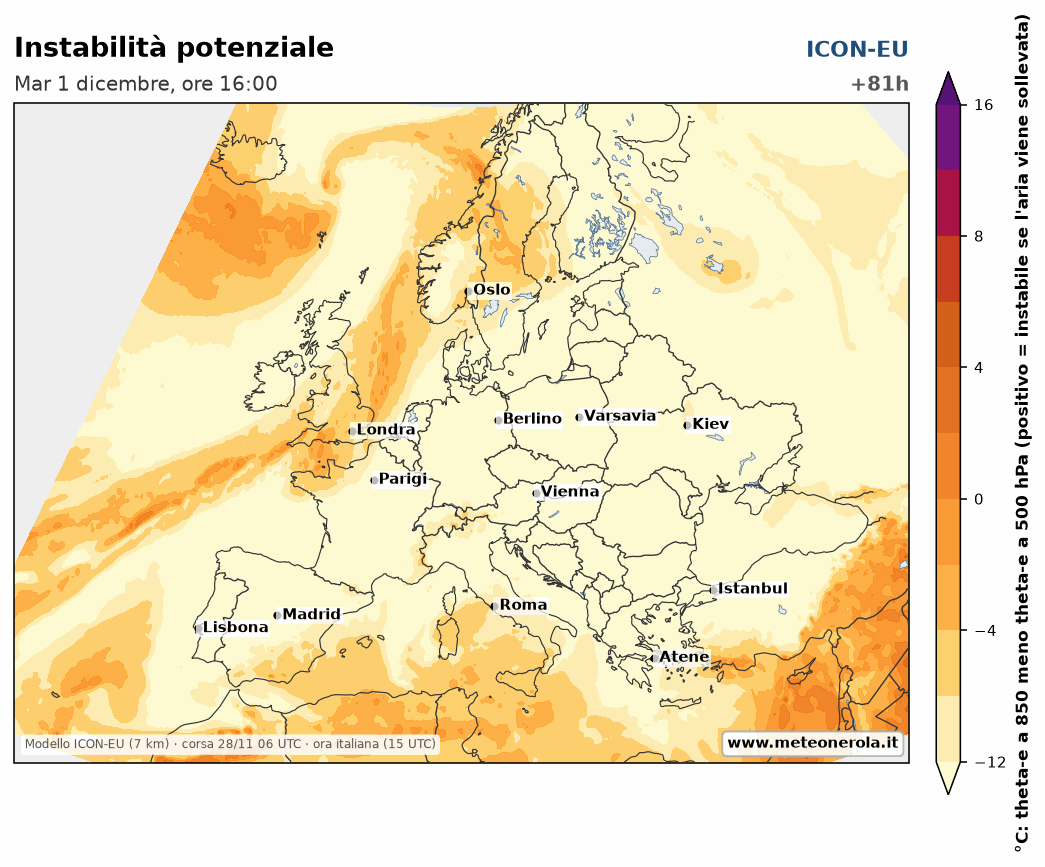 Instabilità potenziale
ICON-EU
Mar 1 dicembre, ore 16:00
+81h
Oslo
Londra
Berlino
Varsavia
Kiev
Parigi
Vienna
Istanbul
Roma
Madrid
Lisbona
Atene
Modello ICON-EU (7 km) · corsa 28/11 06 UTC · ora italiana (15 UTC)
www.meteonerola.it
16
8
4
0
−4
−12
°C: theta-e a 850 meno theta-e a 500 hPa (positivo = instabile se l'aria viene sollevata)